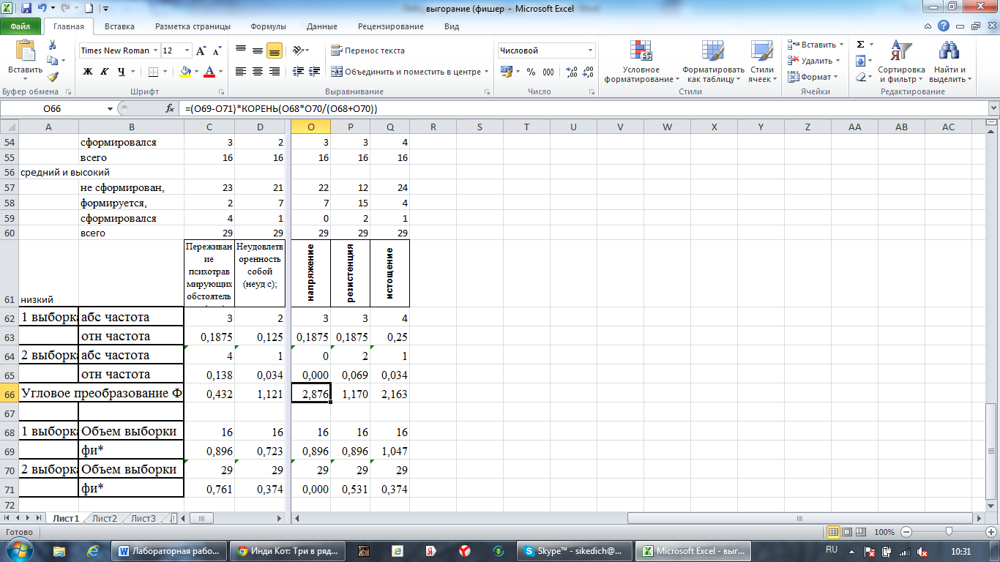 выгорание (фишер - Microsoft Excel
Файл Главная Вставка Разметка страницы Формулы Данные Рецензирование Вид
Вставить
Буфер обмена
Times New Roman 12
Ж К Ч
Шрифт
Перенос текста
Объединить и поместить в центре
Выравнивание
Числовой
% 000
Число
Условное форматирование
Форматировать как таблицу
Стили ячеек
Стили
Вставить
Удалить
Формат
Ячейки
Сортировка и фильтр
Найти и выделить
Редактирование
O66 fx =(O69-O71)*КОРЕНЬ(O68*O70/(O68+O70))
A B C D O P Q R S T U V W X Y Z AA AB AC
54 сформировался 3 2 3 3 4
55 всего 16 16 16 16 16
56 средний и высокий
57 не сформирован, 23 21 22 12 24
58 формируется, 2 7 7 15 4
59 сформировался 4 1 0 2 1
60 всего 29 29 29 29 29
61 низкий
Переживан
ие
психотрав
мирующих
обстоятель
Неудовлетв
оренность
собой
(неуд с);
напряжение
резистенция
истощение
62 1 выборка абс частота 3 2 3 3 4
63 отн частота 0,1875 0,125 0,1875 0,1875 0,25
64 2 выборка абс частота 4 1 0 2 1
65 отн частота 0,138 0,034 0,000 0,069 0,034
66 Угловое преобразование Ф 0,432 1,121 2,876 1,170 2,163
67
68 1 выборка Объем выборки 16 16 16 16 16
69 фи* 0,896 0,723 0,896 0,896 1,047
70 2 выборка Объем выборки 29 29 29 29 29
71 фи* 0,761 0,374 0,000 0,531 0,374
72
Лист1 Лист2 Лист3
Готово 100%
Лабораторная рабо... Инди Кот: Три в ряд... Skype™ - sikedich@... Microsoft Excel - выг... RU 10:31